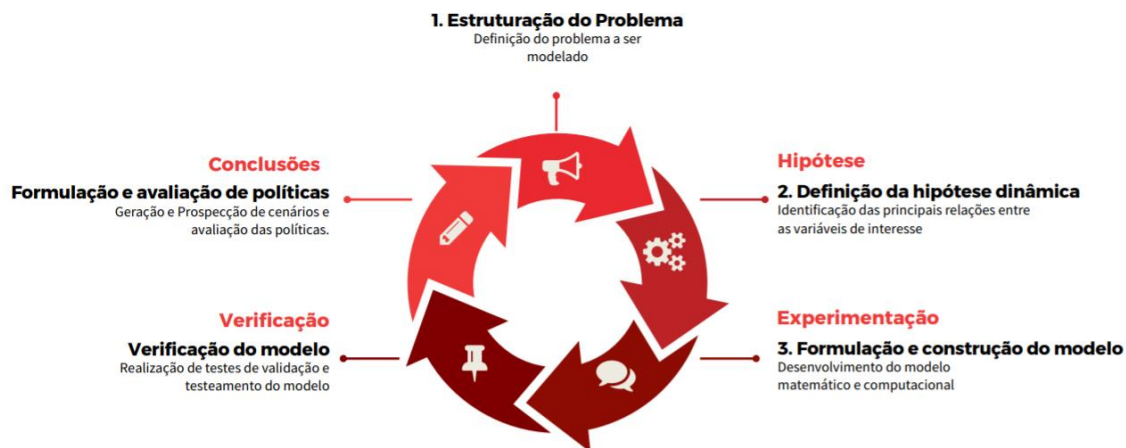 1. Estruturação do Problema
Definição do problema a ser
modelado
Hipótese
2. Definição da hipótese dinâmica
Identificação das principais relações entre
as variáveis de interesse
Experimentação
3. Formulação e construção do modelo
Desenvolvimento do modelo
matemático e computacional
Verificação
Verificação do modelo
Realização de testes de validação e
testeamento do modelo
Conclusões
Formulação e avaliação de políticas
Geração e Prospecção de cenários e
avaliação das políticas.